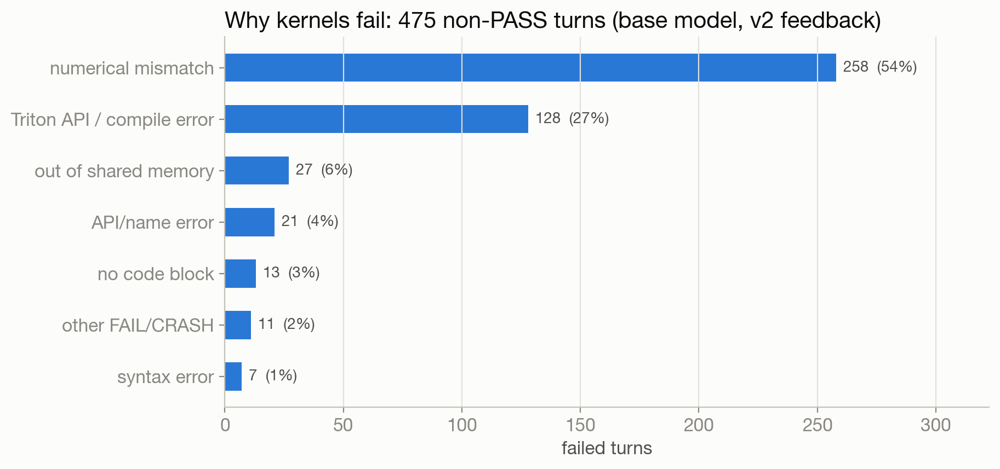 Why kernels fail: 475 non-PASS turns (base model, v2 feedback)
numerical mismatch 258 (54%)
Triton API / compile error 128 (27%)
out of shared memory 27 (6%)
API/name error 21 (4%)
no code block 13 (3%)
other FAIL/CRASH 11 (2%)
syntax error 7 (1%)
0 50 100 150 200 250 300
failed turns